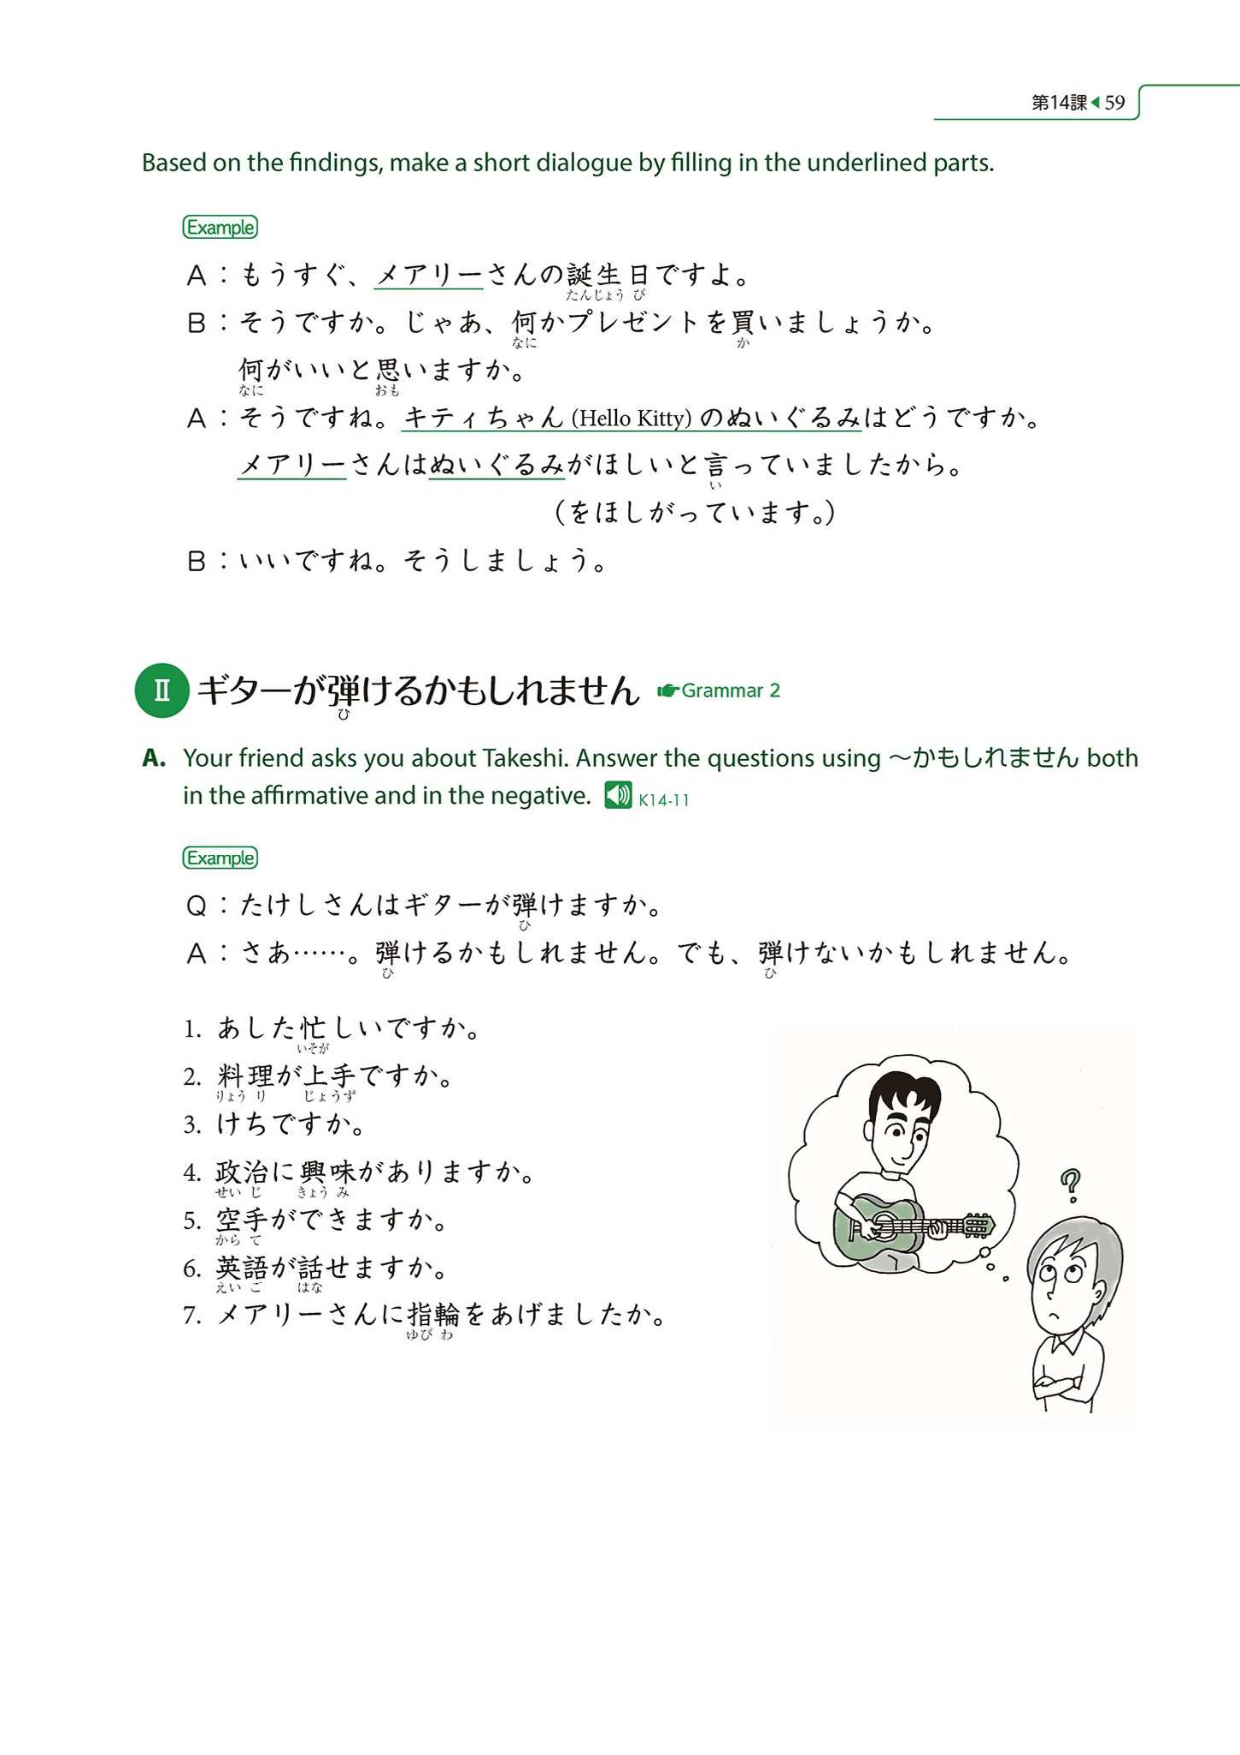 第14課◀59
Based on the findings, make a short dialogue by filling in the underlined parts.
Example
A：もうすぐ、メアリーさんの誕生日ですよ。
たんじょう び
B：そうですか。じゃあ、何かプレゼントを買いましょうか。
なに か
何がいいと思いますか。
なに おも
A：そうですね。キティちゃん (Hello Kitty) のぬいぐるみはどうですか。
メアリーさんはぬいぐるみがほしいと言っていましたから。
い
（をほしがっています。）
B：いいですね。そうしましょう。
Ⅱ ギターが弾けるかもしれません ☛Grammar 2
ひ
A. Your friend asks you about Takeshi. Answer the questions using ～かもしれません both
in the affirmative and in the negative. K14-11
Example
Q：たけしさんはギターが弾けますか。
ひ
A：さあ……。弾けるかもしれません。でも、弾けないかもしれません。
ひ ひ
1. あした忙しいですか。
いそが
2. 料理が上手ですか。
りょう り じょうず
3. けちですか。
4. 政治に興味がありますか。
せい じ きょう み
5. 空手ができますか。
から て
6. 英語が話せますか。
えい ご はな
7. メアリーさんに指輪をあげましたか。
ゆび わ
?